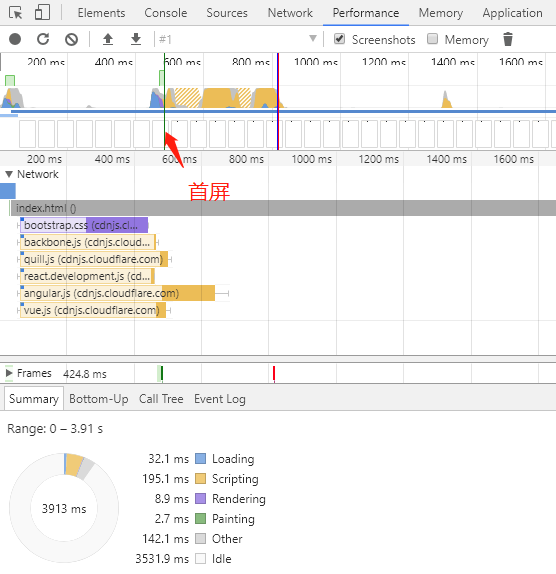 Elements Console Sources Network Performance Memory Application
#1 Screenshots Memory
200 ms 400 ms 600 ms 800 ms 1000 ms 1200 ms 1400 ms 1600 ms
200 ms 400 ms 600 ms 800 ms 1000 ms 1200 ms 1400 ms 1600 ms
首屏
Network
index.html ()
bootstrap.css (cdnjs.cl...
backbone.js (cdnjs.cloud...
quill.js (cdnjs.cloudflare.com)
react.development.js (cd...
angular.js (cdnjs.cloudflare.com)
vue.js (cdnjs.cloudflare.com)
Frames 424.8 ms
Summary Bottom-Up Call Tree Event Log
Range: 0 – 3.91 s
32.1 ms Loading
195.1 ms Scripting
8.9 ms Rendering
3913 ms
2.7 ms Painting
142.1 ms Other
3531.9 ms Idle